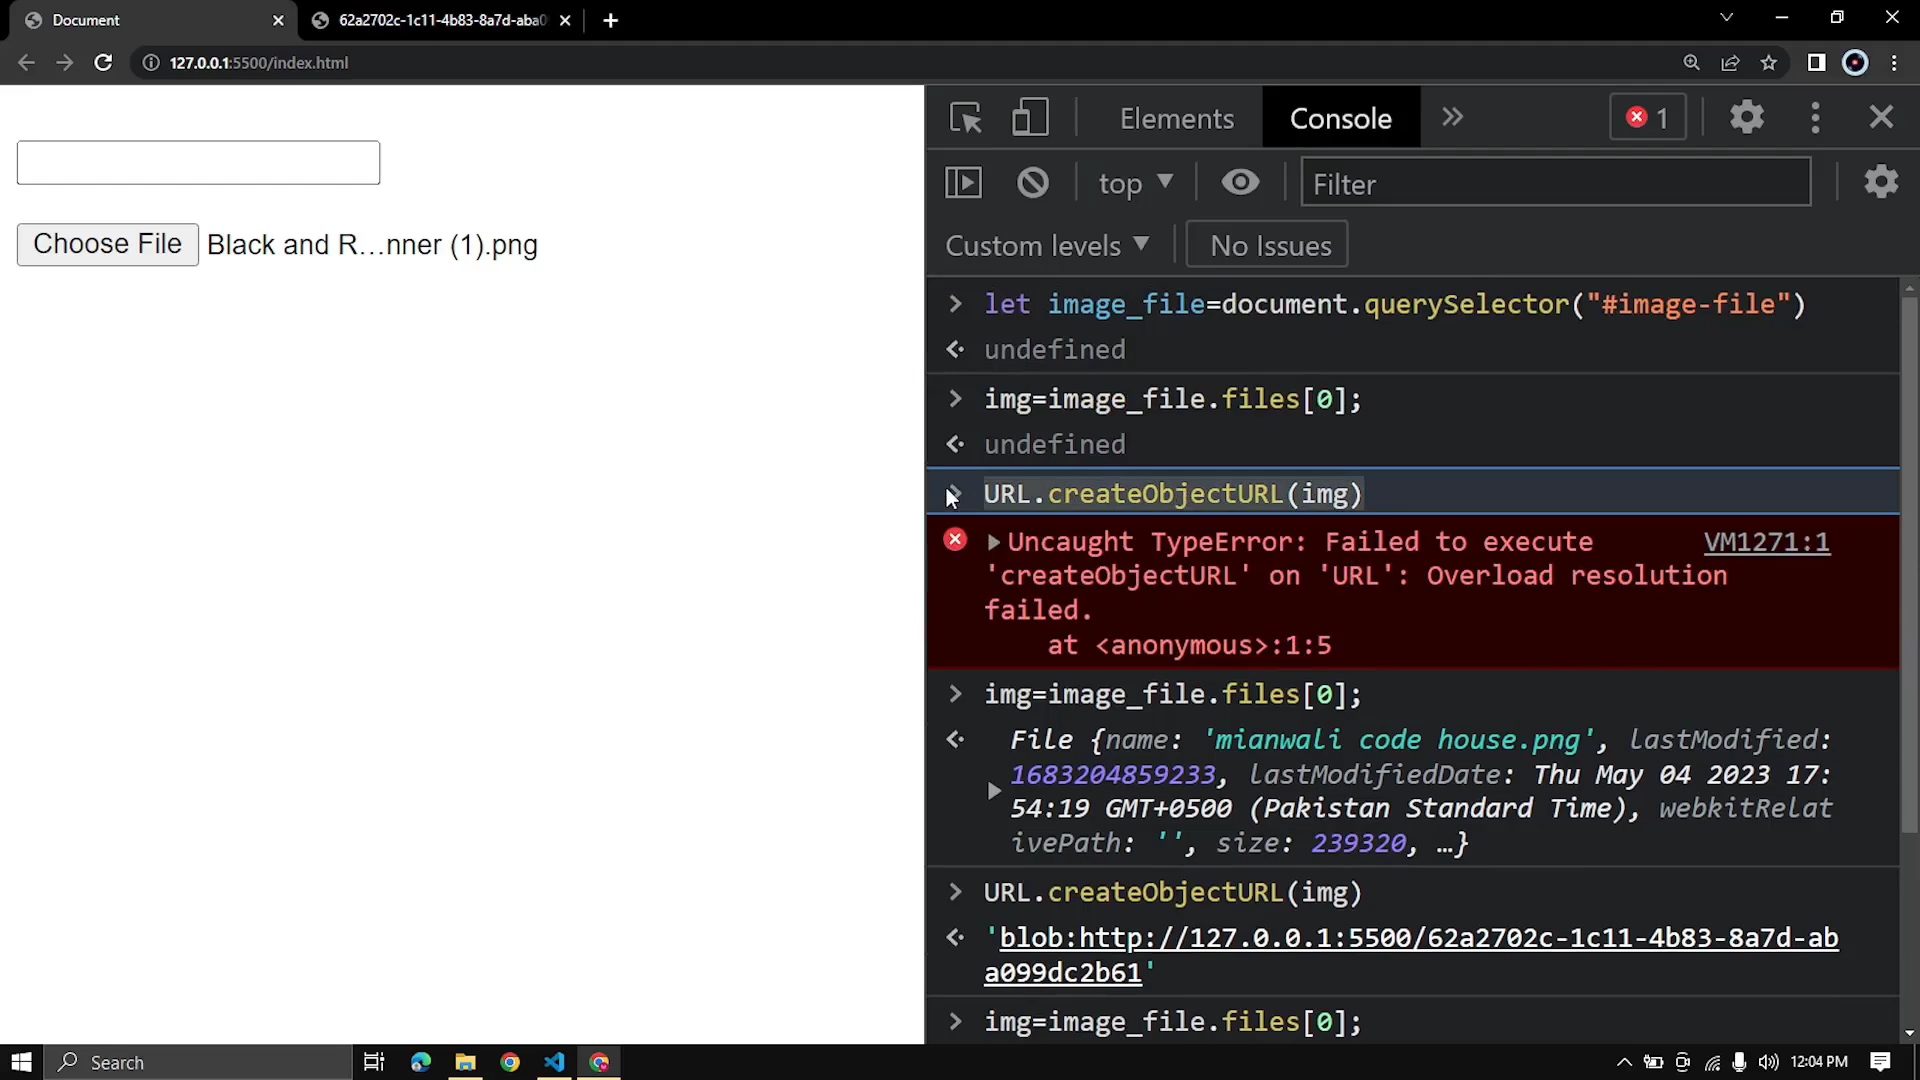 Document
62a2702c-1c11-4b83-8a7d-aba0
127.0.0.1:5500/index.html
Choose File Black and R...nner (1).png
Elements
Console
1
top
Filter
Custom levels
No Issues
let image_file=document.querySelector("#image-file")
undefined
img=image_file.files[0];
undefined
URL.createObjectURL(img)
Uncaught TypeError: Failed to execute VM1271:1
'createObjectURL' on 'URL': Overload resolution
failed.
at <anonymous>:1:5
img=image_file.files[0];
File {name: 'mianwali code house.png', lastModified:
1683204859233, lastModifiedDate: Thu May 04 2023 17:
54:19 GMT+0500 (Pakistan Standard Time), webkitRelat
ivePath: '', size: 239320, …}
URL.createObjectURL(img)
'blob:http://127.0.0.1:5500/62a2702c-1c11-4b83-8a7d-ab
a099dc2b61'
img=image_file.files[0];
Search
12:04 PM